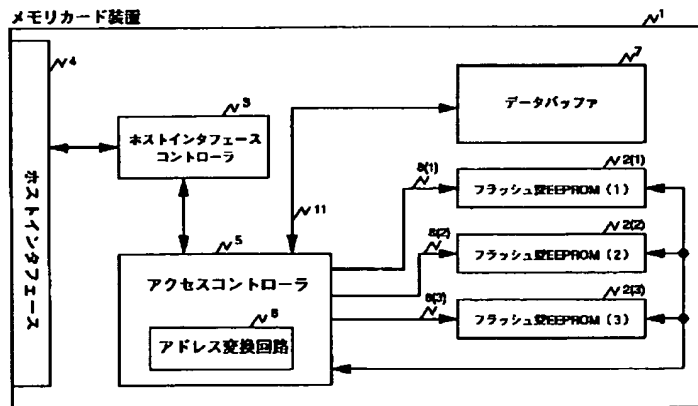 メモリカード装置
1
4
ホストインタフェース
3
ホストインタフェース
コントローラ
7
データバッファ
11
5
アクセスコントローラ
6
アドレス変換回路
8(1)
2(1)
フラッシュ型EEPROM (1)
8(2)
2(2)
フラッシュ型EEPROM (2)
8(3)
2(3)
フラッシュ型EEPROM (3)